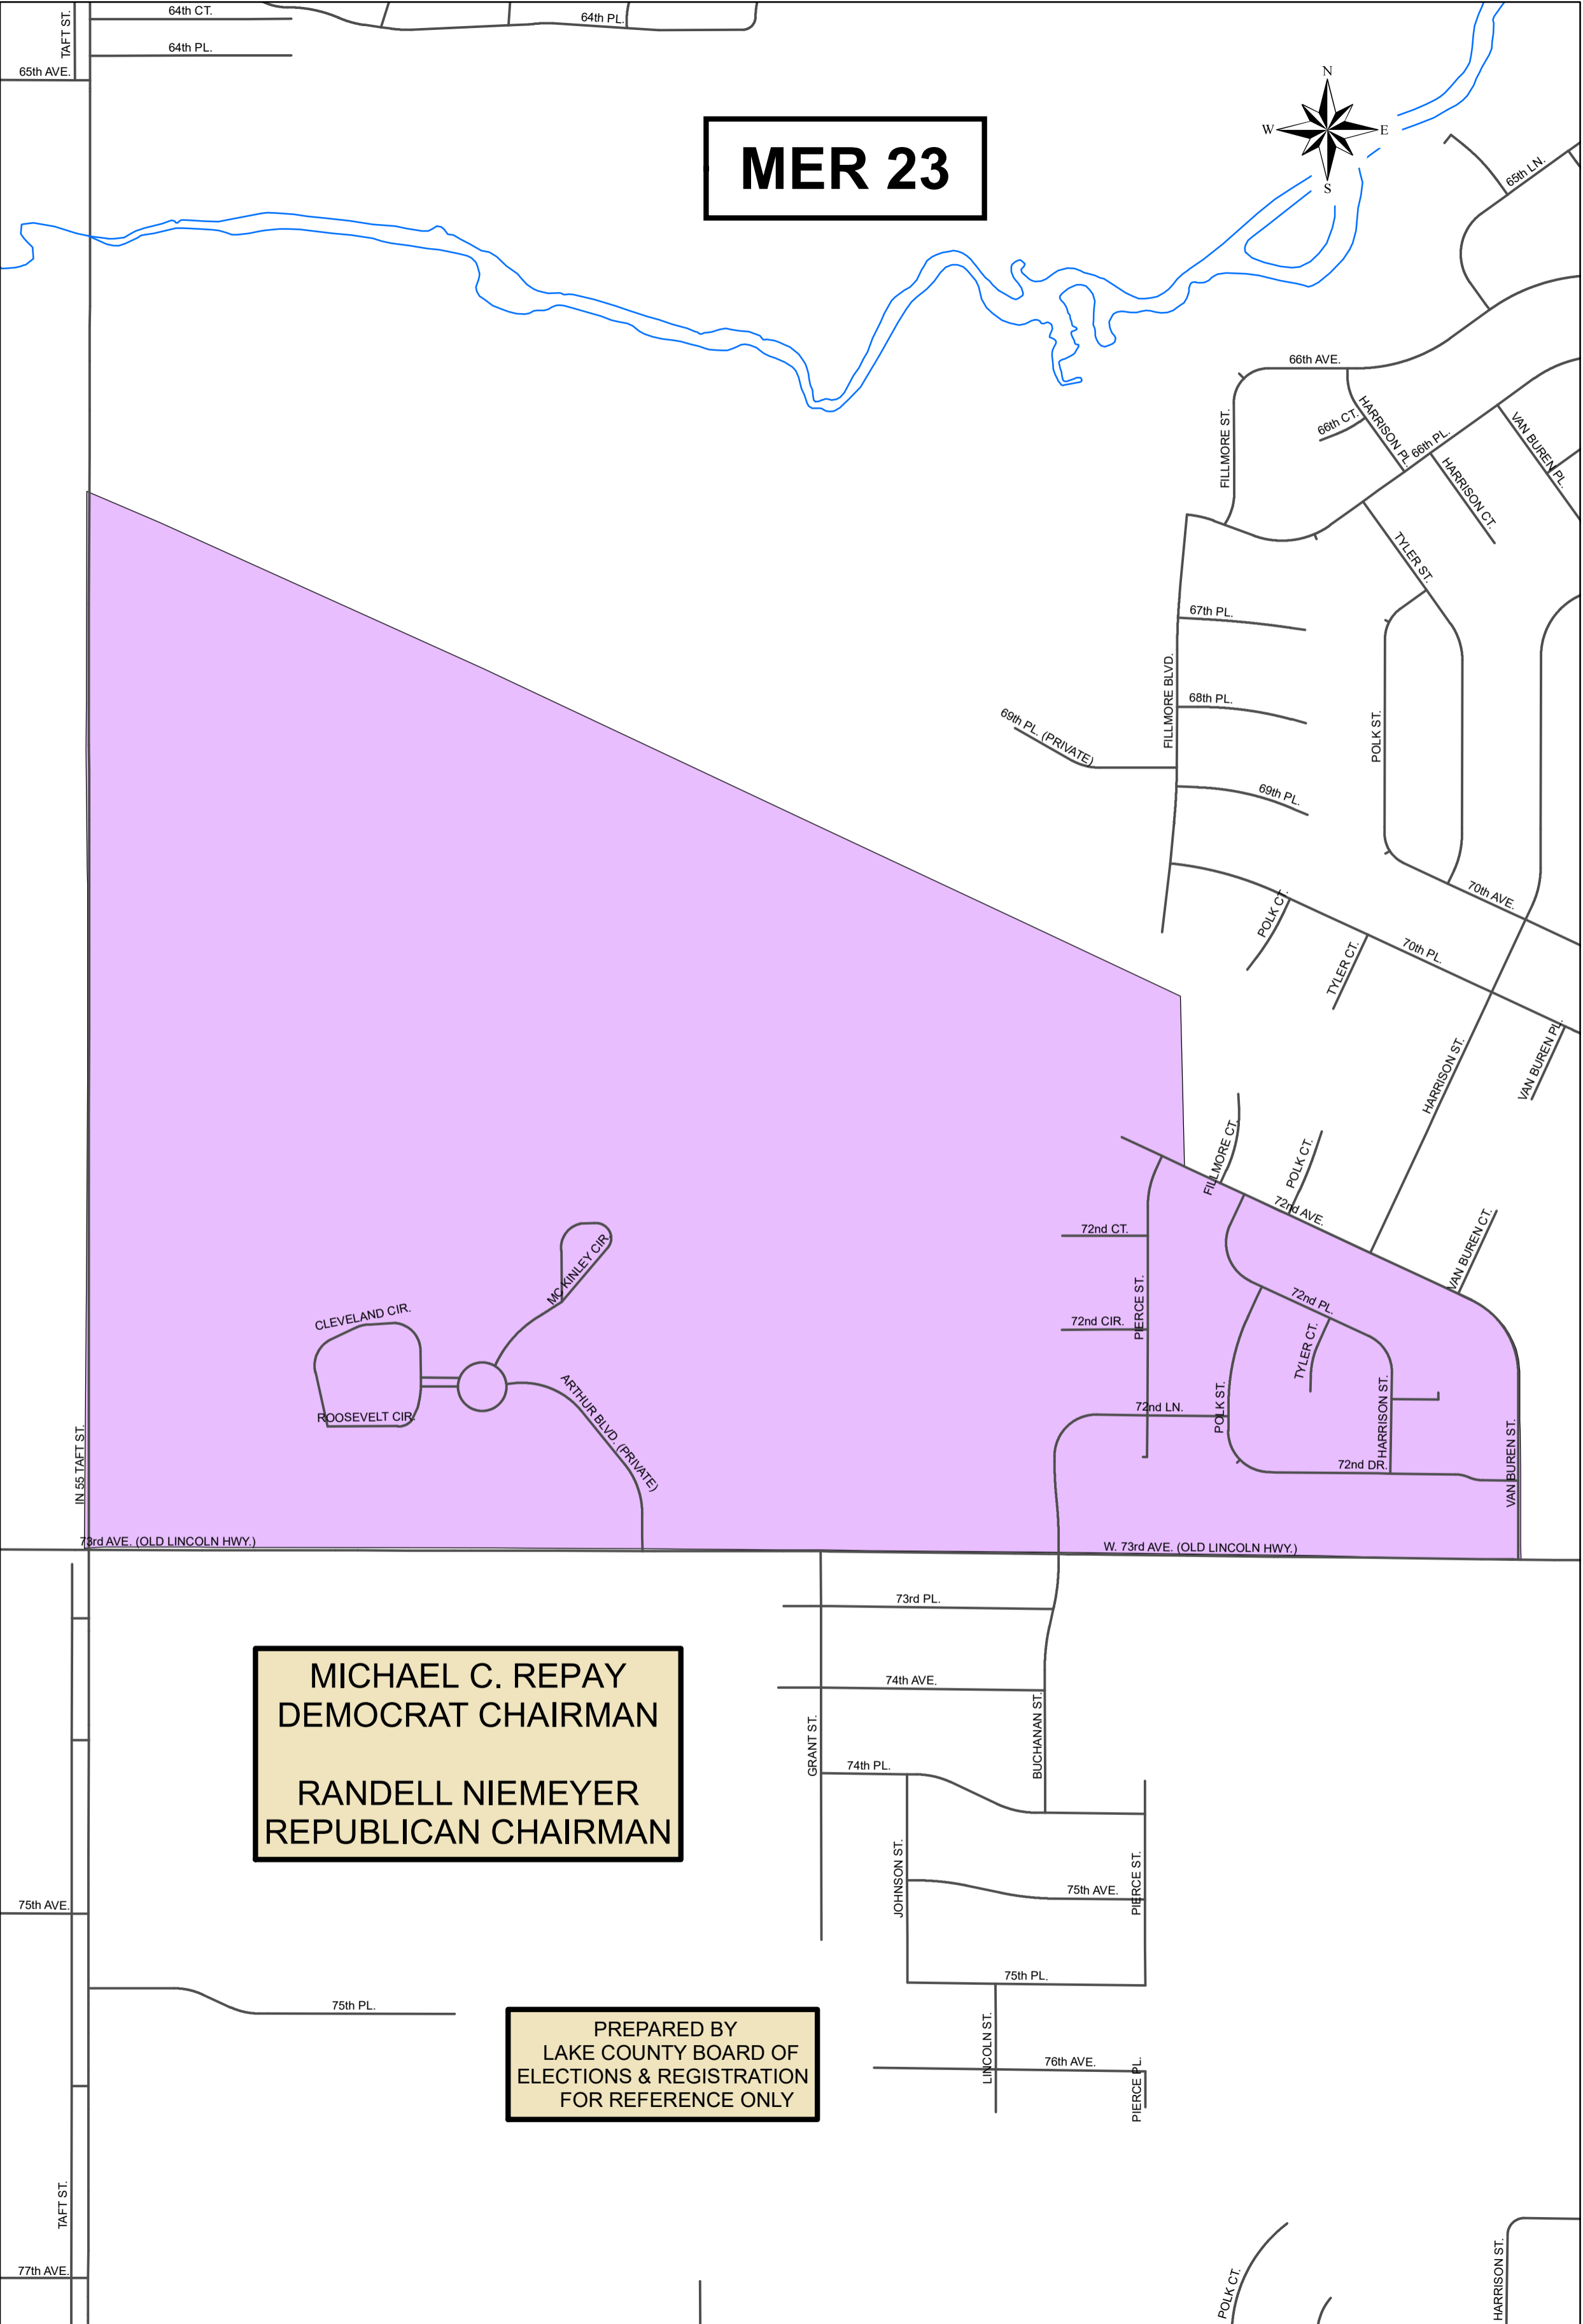 64th CT.
64th PL.
TAFT ST.
64th PL.
65th AVE.
N
W
E
S
MER 23
65th LN.
66th AVE.
HARRISON PL.
66th CT.
FILLMORE ST.
66th PL.
VAN BUREN PL.
HARRISON CT.
TYLER ST.
67th PL.
FILLMORE BLVD.
68th PL.
69th PL. (PRIVATE)
POLK ST.
69th PL.
70th AVE.
POLK CT.
70th PL.
TYLER CT.
VAN BUREN PL.
HARRISON ST.
FILLMORE CT.
POLK CT.
72nd AVE.
VAN BUREN CT.
72nd CT.
MC KINLEY CIR
PIERCE ST.
72nd PL.
CLEVELAND CIR.
72nd CIR.
TYLER CT.
ARTHUR BLVD. (PRIVATE)
ROOSEVELT CIR.
72nd LN.
POLK ST.
HARRISON ST.
IN 55 TAFT ST.
72nd DR.
VAN BUREN ST.
73rd AVE. (OLD LINCOLN HWY.)
W. 73rd AVE. (OLD LINCOLN HWY.)
73rd PL.
MICHAEL C. REPAY
DEMOCRAT CHAIRMAN
RANDELL NIEMEYER
REPUBLICAN CHAIRMAN
74th AVE.
GRANT ST.
BUCHANAN ST.
74th PL.
JOHNSON ST.
75th AVE.
PIERCE ST.
75th AVE.
75th PL.
75th PL.
PREPARED BY
LAKE COUNTY BOARD OF
ELECTIONS & REGISTRATION
FOR REFERENCE ONLY
LINCOLN ST.
76th AVE.
PIERCE PL.
TAFT ST.
77th AVE.
POLK CT.
HARRISON ST.